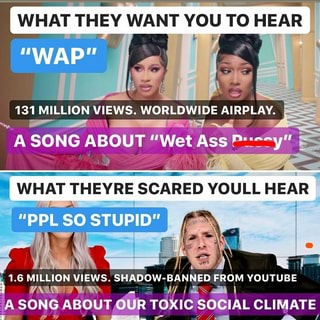 WHAT THEY WANT YOU TO HEAR
“WAP”
131 MILLION VIEWS. WORLDWIDE AIRPLAY.
A SONG ABOUT “Wet Ass Pussy”
WHAT THEYRE SCARED YOULL HEAR
“PPL SO STUPID”
1.6 MILLION VIEWS. SHADOW-BANNED FROM YOUTUBE
A SONG ABOUT OUR TOXIC SOCIAL CLIMATE